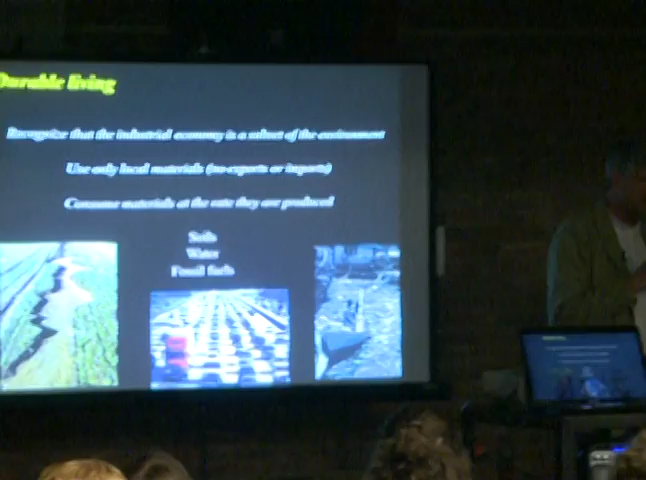 Durable living
Recognize that the industrial economy is a subset of the environment
Use only local materials (no exports or imports)
Consume materials at the rate they are produced
Soils
Water
Fossil fuels